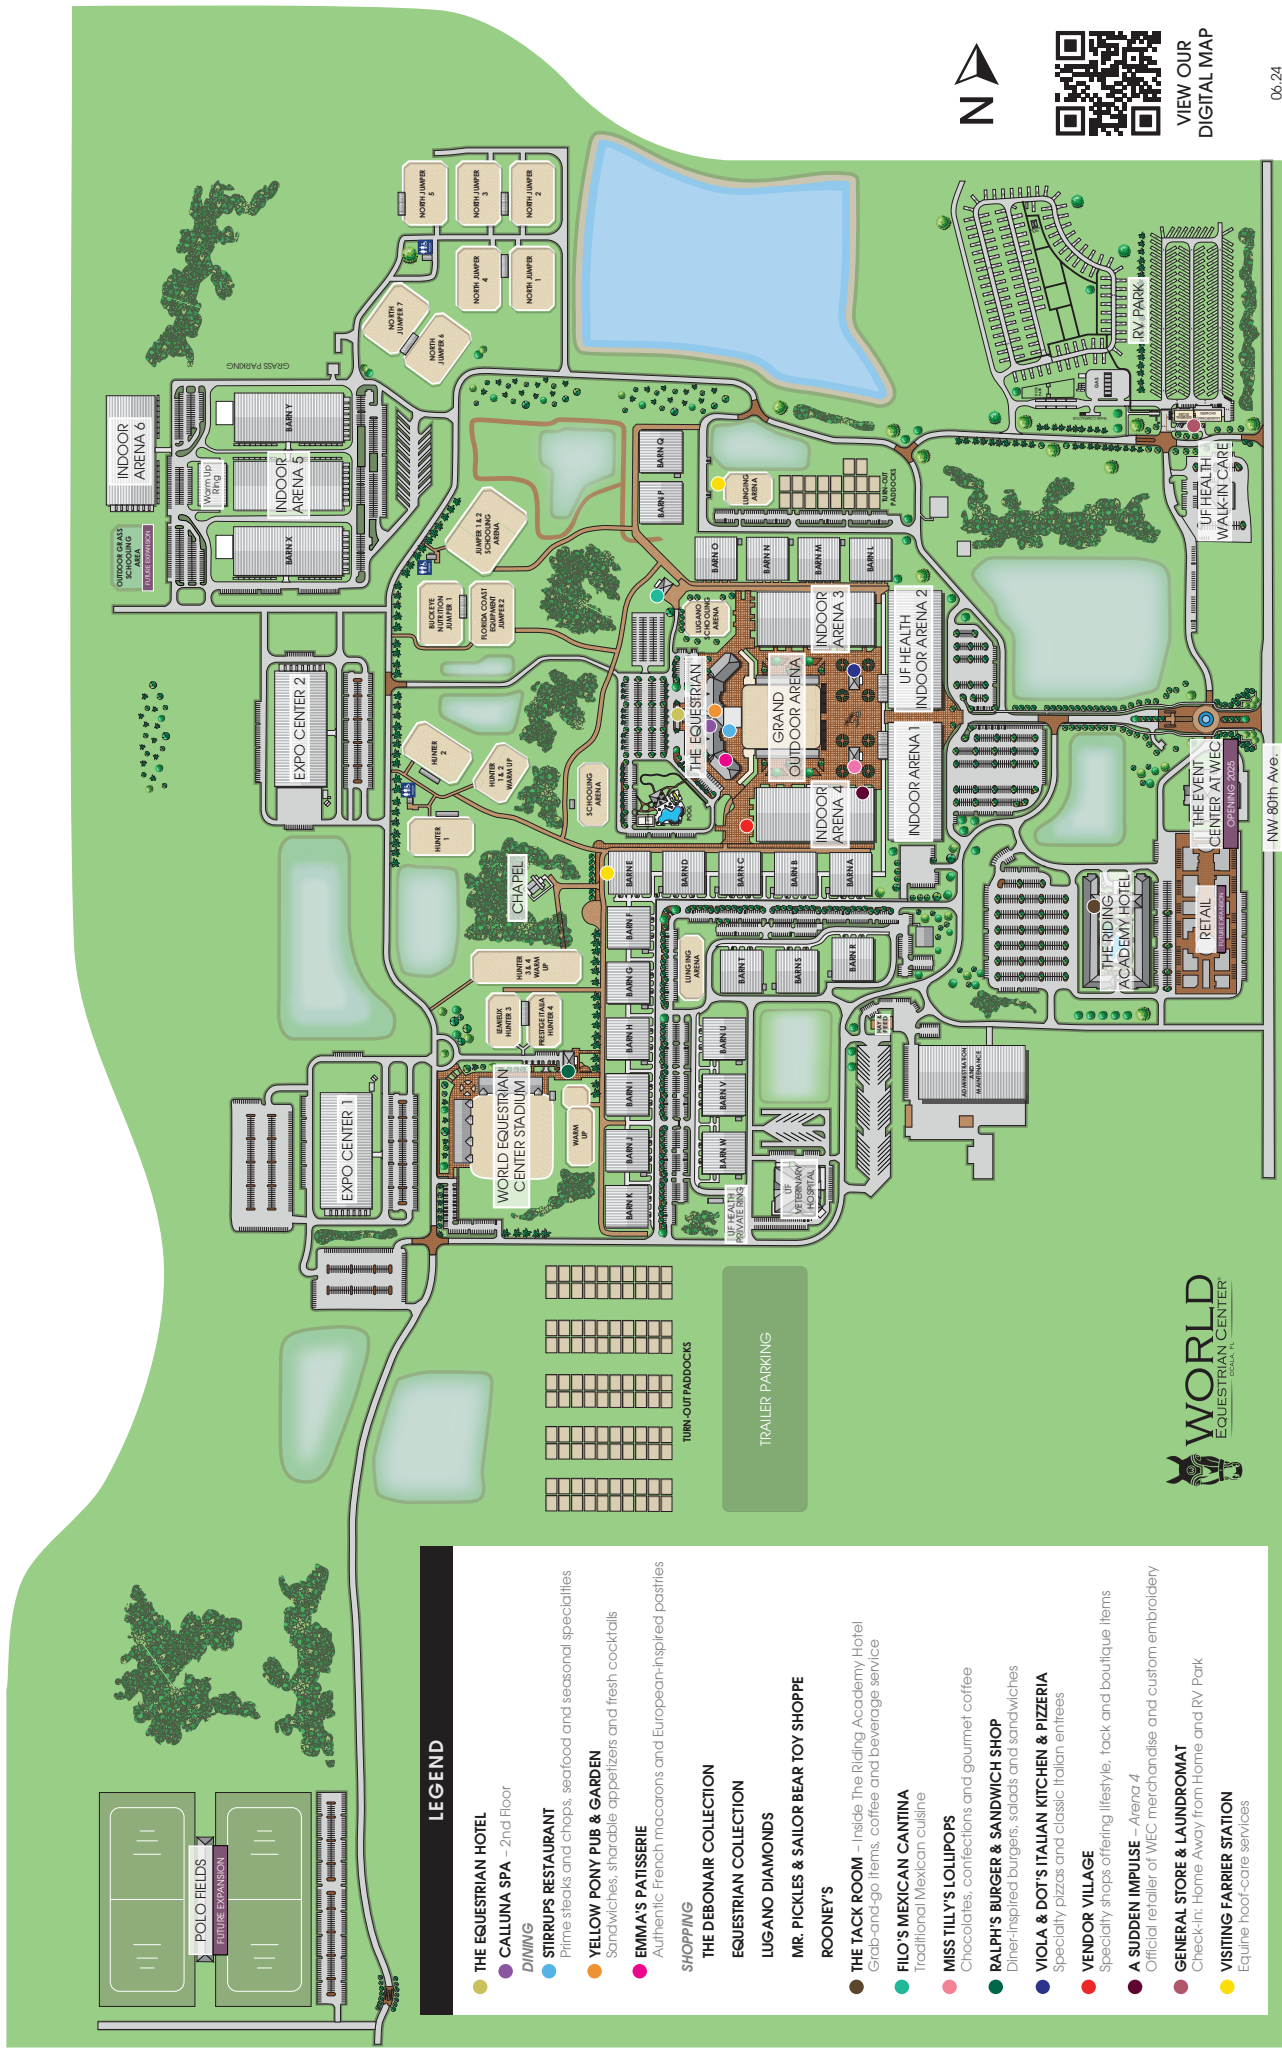 N
VIEW OUR
DIGITAL MAP
06.24
NORTH JUMPER
5
NORTH JUMPER
3
NORTH JUMPER
2
NORTH JUMPER
4
NORTH JUMPER
1
NORTH
JUMPER 7
NORTH
JUMPER 6
GRASS PARKING
INDOOR
ARENA 6
Warm Up
Ring
BARN Y
INDOOR
ARENA 5
BARN X
OUTDOOR GRASS
SCHOOLING
AREA
FUTURE EXPANSION
RV PARK
GAS
UF HEALTH
WALK-IN CARE
BARN Q
BARN P
LUNGING
ARENA
TURN-OUT
PADDOCKS
JUMPER 1 & 2
SCHOOLING
ARENA
BUCKEYE
NUTRITION
JUMPER 1
FLORIDA COAST
EQUIPMENT
JUMPER 2
BARN O
BARN N
BARN M
BARN L
LUGANO
SCHOOLING
ARENA
INDOOR
ARENA 3
UF HEALTH
INDOOR ARENA 2
EXPO CENTER 2
THE EQUESTRIAN
GRAND
OUTDOOR ARENA
HUNTER
2
HUNTER
1 & 2
WARM UP
HUNTER
1
SCHOOLING
ARENA
POOL
INDOOR
ARENA 4
INDOOR ARENA 1
THE EVENT
CENTER AT WEC
OPENING 2025
NW 80th Ave.
CHAPEL
BARN E
BARN D
BARN C
BARN B
BARN A
BARN F
BARN G
BARN H
BARN I
BARN J
BARN K
LUNGING
ARENA
BARN T
BARN S
BARN R
THE RIDING
ACADEMY HOTEL
RETAIL
FUTURE EXPANSION
HUNTER
3 & 4
WARM
UP
LEMIEUX
HUNTER 3
PRESTIGE ITALIA
HUNTER 4
BARN U
BARN V
BARN W
HAY &
FEED
ADMINISTRATION
AND
MAINTENANCE
EXPO CENTER 1
WORLD EQUESTRIAN
CENTER STADIUM
WARM
UP
UF HEALTH
PRIVATE RING
UF
VETERINARY
HOSPITAL
TURN-OUT PADDOCKS
TRAILER PARKING
WORLD
EQUESTRIAN CENTER®
OCALA, FL
POLO FIELDS
FUTURE EXPANSION
LEGEND
THE EQUESTRIAN HOTEL
CALLUNA SPA – 2nd Floor
DINING
STIRRUPS RESTAURANT
Prime steaks and chops, seafood and seasonal specialties
YELLOW PONY PUB & GARDEN
Sandwiches, sharable appetizers and fresh cocktails
EMMA'S PATISSERIE
Authentic French macarons and European-inspired pastries
SHOPPING
THE DEBONAIR COLLECTION
EQUESTRIAN COLLECTION
LUGANO DIAMONDS
MR. PICKLES & SAILOR BEAR TOY SHOPPE
ROONEY'S
THE TACK ROOM – Inside The Riding Academy Hotel
Grab-and-go items, coffee and beverage service
FILO'S MEXICAN CANTINA
Traditional Mexican cuisine
MISS TILLY'S LOLLIPOPS
Chocolates, confections and gourmet coffee
RALPH'S BURGER & SANDWICH SHOP
Diner-inspired burgers, salads and sandwiches
VIOLA & DOT'S ITALIAN KITCHEN & PIZZERIA
Specialty pizzas and classic Italian entrees
VENDOR VILLAGE
Specialty shops offering lifestyle, tack and boutique items
A SUDDEN IMPULSE – Arena 4
Official retailer of WEC merchandise and custom embroidery
GENERAL STORE & LAUNDROMAT
Check-in: Home Away from Home and RV Park
VISITING FARRIER STATION
Equine hoof-care services